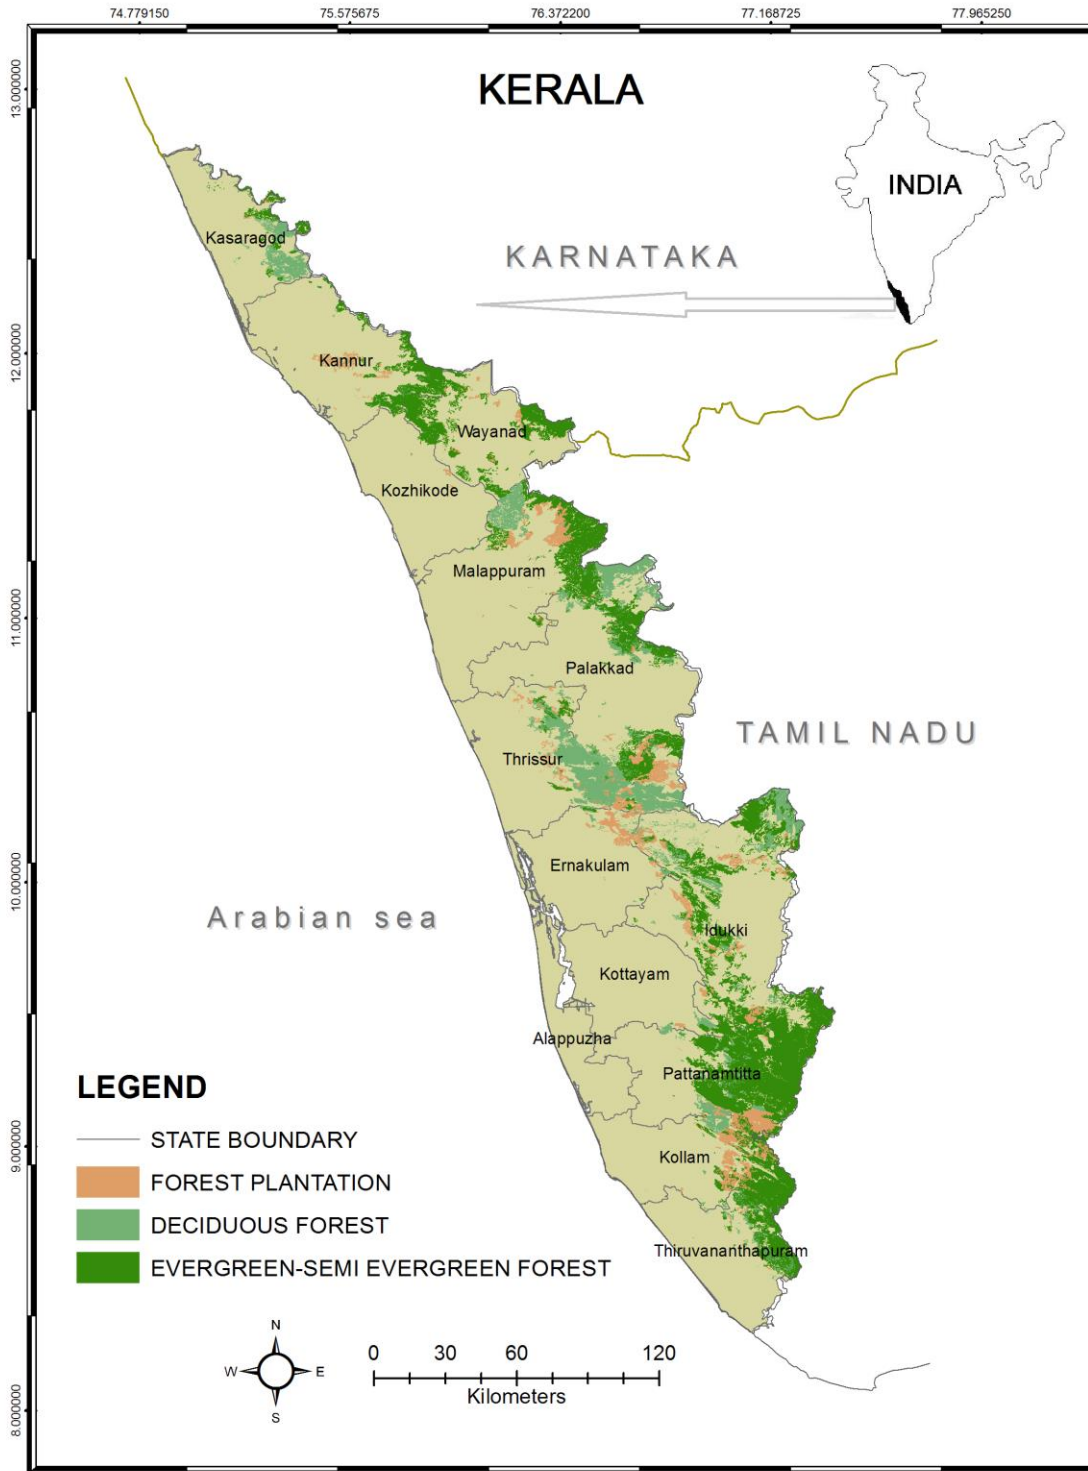 74.779150 75.575675 76.372200 77.168725 77.965250
13.000000
12.000000
11.000000
10.000000
9.000000
8.000000
KERALA
INDIA
KARNATAKA
Kasaragod
Kannur
Wayanad
Kozhikode
Malappuram
Palakkad
TAMIL NADU
Thrissur
Ernakulam
Arabian sea
Idukki
Kottayam
Alappuzha
Pattanamtitta
Kollam
Thiruvananthapuram
LEGEND
STATE BOUNDARY
FOREST PLANTATION
DECIDUOUS FOREST
EVERGREEN-SEMI EVERGREEN FOREST
N
W E
S
0 30 60 120
Kilometers